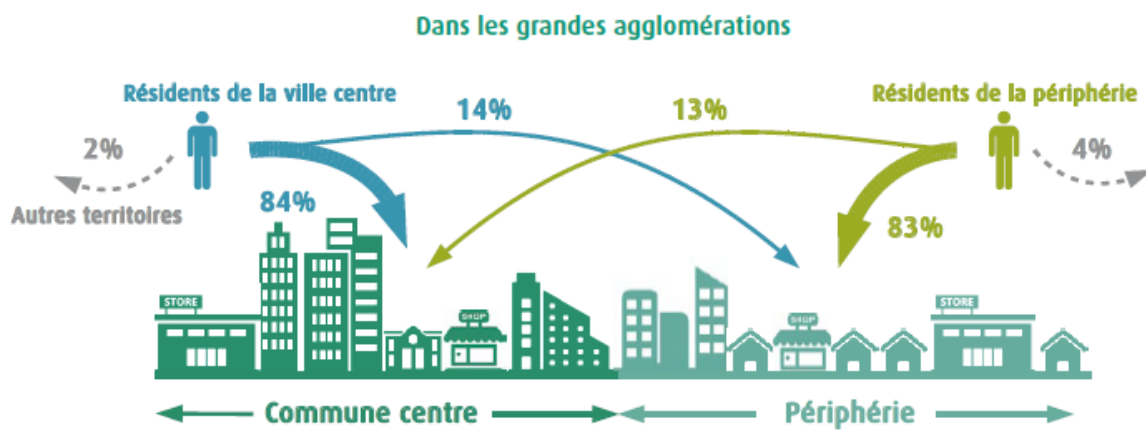 Dans les grandes agglomérations
Résidents de la ville centre
14%
13%
Résidents de la périphérie
2%
4%
Autres territoires
84%
83%
STORE
SHOP
SHOP
STORE
Commune centre
Périphérie